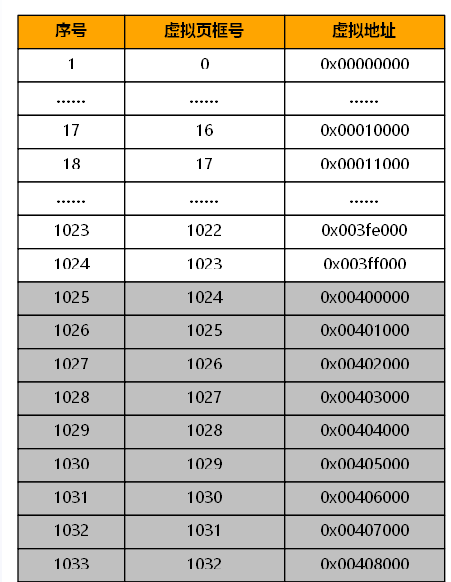 序号 虚拟页框号 虚拟地址
1 0 0x00000000
...... ...... ......
17 16 0x00010000
18 17 0x00011000
...... ...... ......
1023 1022 0x003fe000
1024 1023 0x003ff000
1025 1024 0x00400000
1026 1025 0x00401000
1027 1026 0x00402000
1028 1027 0x00403000
1029 1028 0x00404000
1030 1029 0x00405000
1031 1030 0x00406000
1032 1031 0x00407000
1033 1032 0x00408000